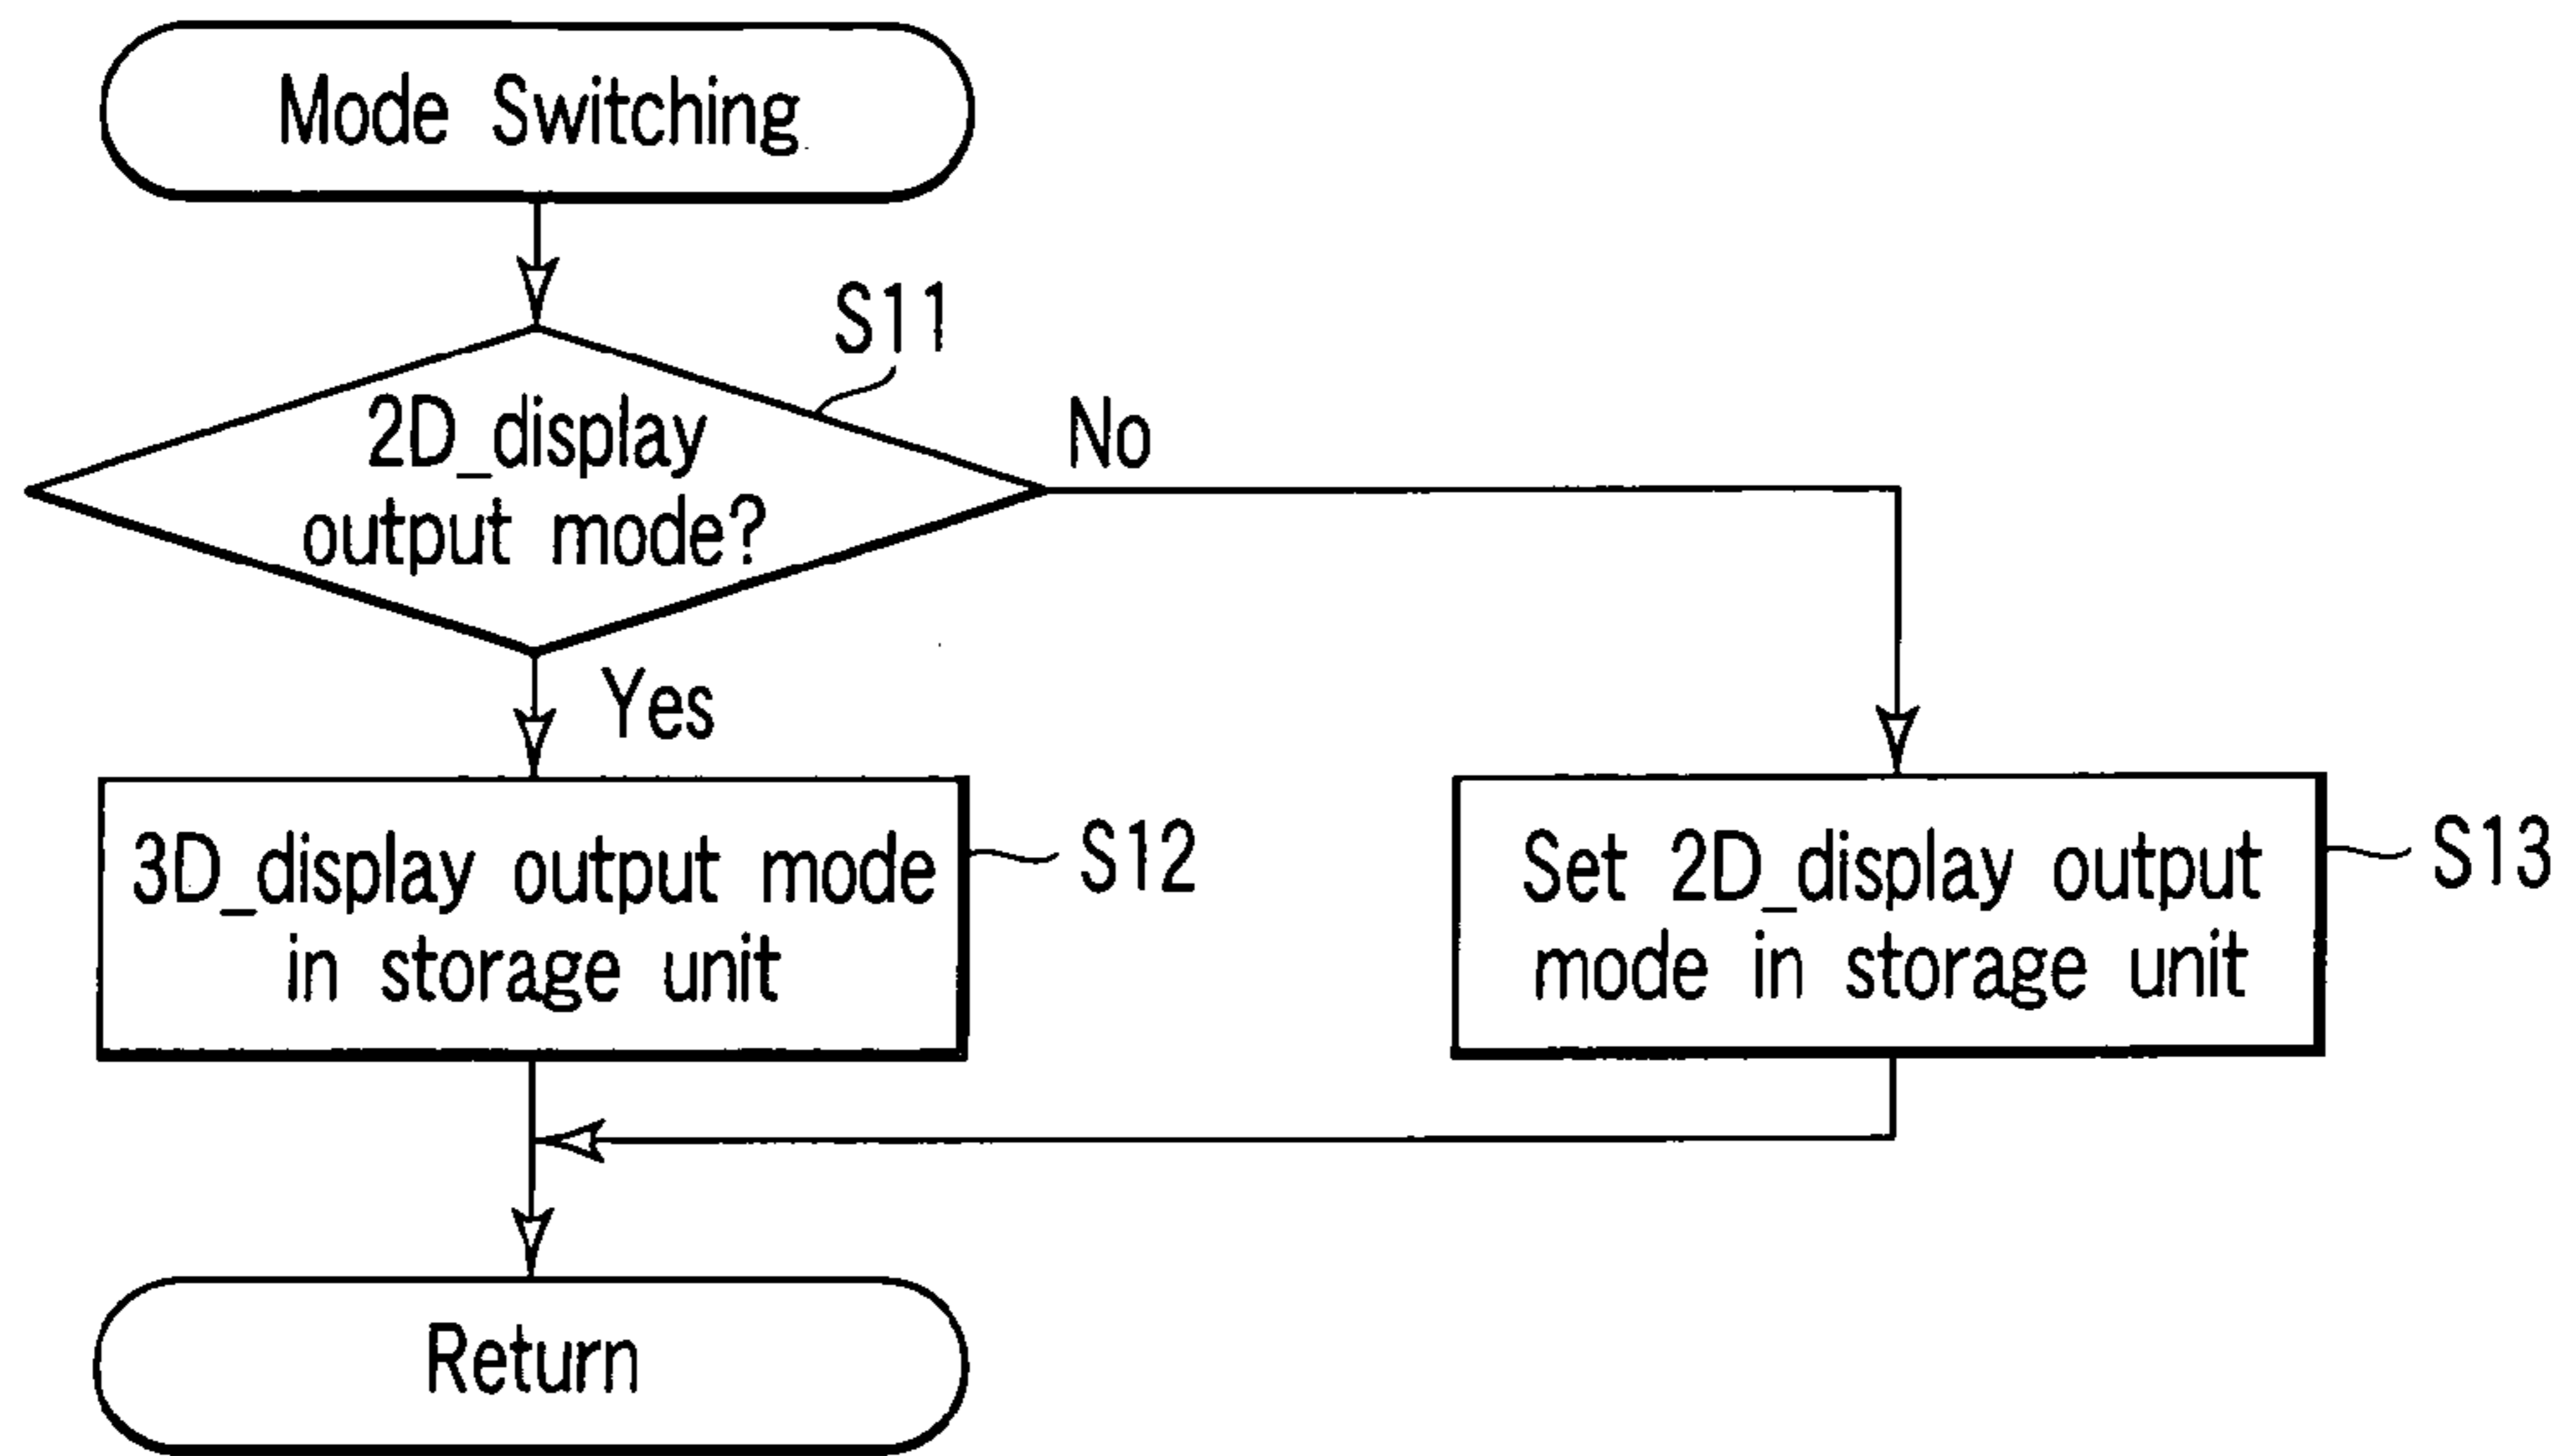 Mode Switching
S11
2D_display
output mode?
No
Yes
3D_display output mode
in storage unit
S12
Set 2D_display output
mode in storage unit
S13
Return